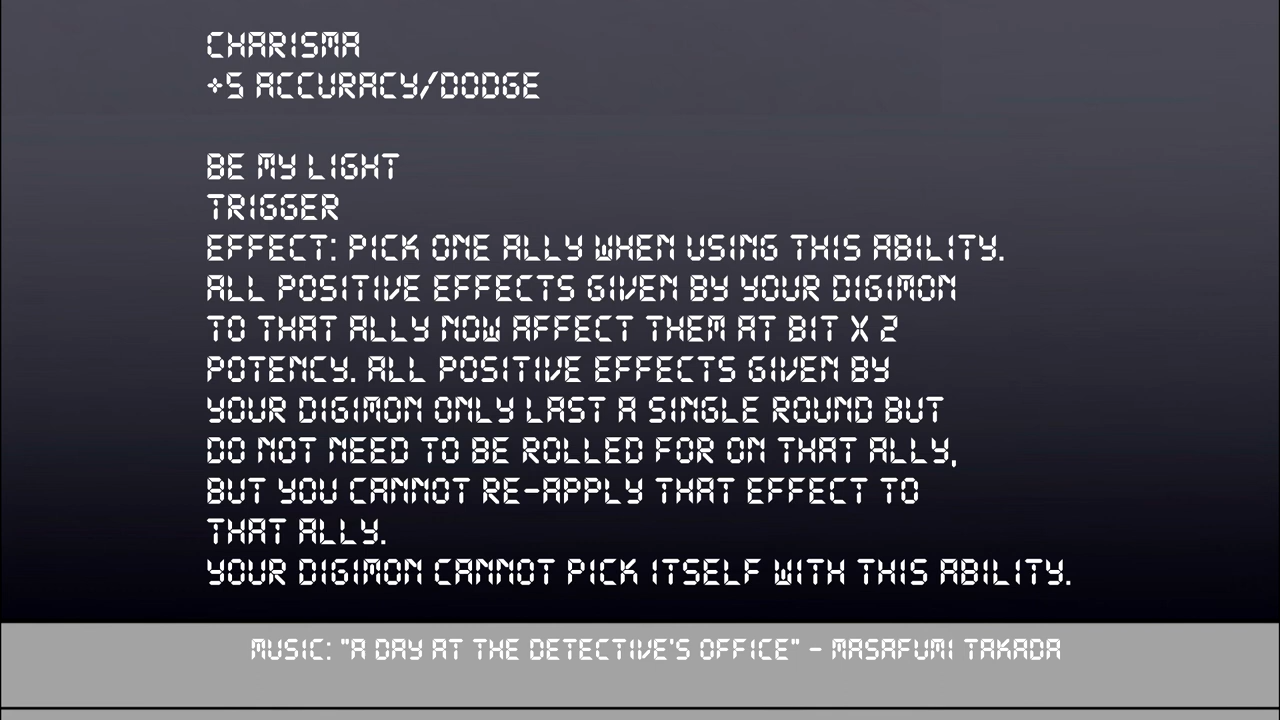 CHARISMA
+5 ACCURACY/DODGE
BE MY LIGHT
TRIGGER
EFFECT: PICK ONE ALLY WHEN USING THIS ABILITY.
ALL POSITIVE EFFECTS GIVEN BY YOUR DIGIMON
TO THAT ALLY NOW AFFECT THEM AT BIT X 2
POTENCY. ALL POSITIVE EFFECTS GIVEN BY
YOUR DIGIMON ONLY LAST A SINGLE ROUND BUT
DO NOT NEED TO BE ROLLED FOR ON THAT ALLY,
BUT YOU CANNOT RE-APPLY THAT EFFECT TO
THAT ALLY.
YOUR DIGIMON CANNOT PICK ITSELF WITH THIS ABILITY.
MUSIC: "A DAY AT THE DETECTIVE'S OFFICE" - MASAFUMI TAKADA